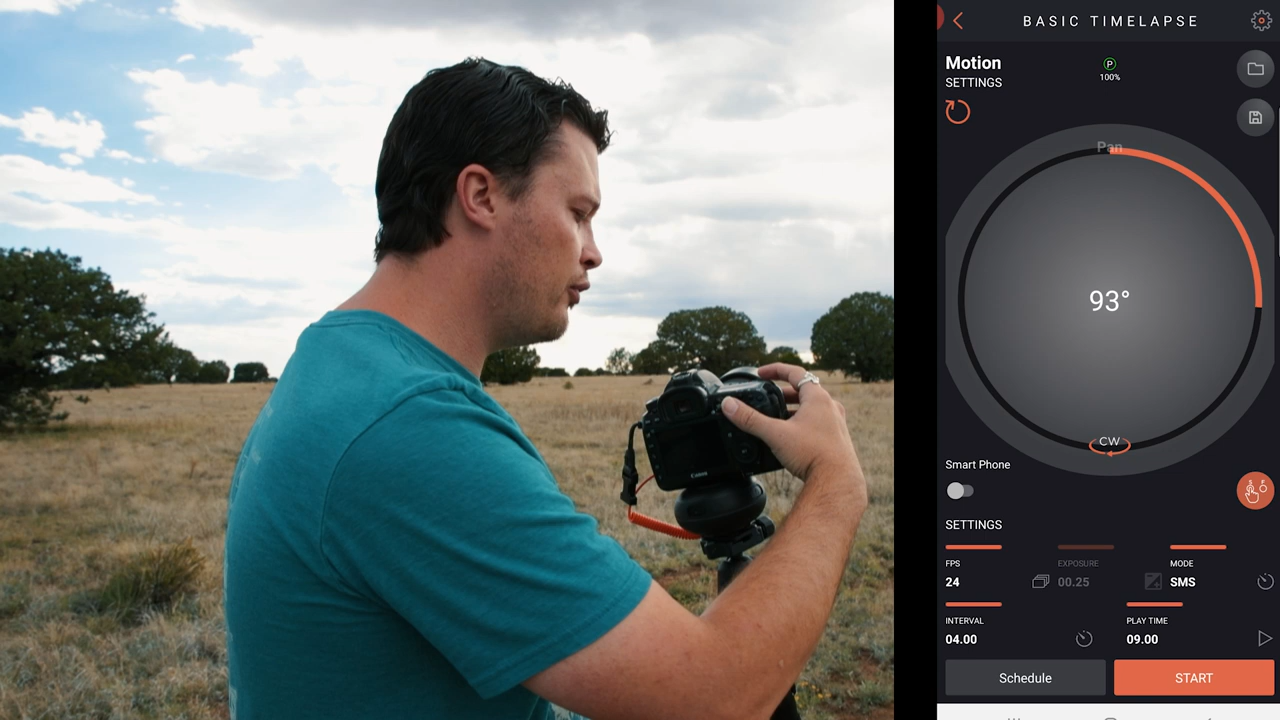 BASIC TIMELAPSE
Motion
SETTINGS
P
100%
Pan
93°
CW
Smart Phone
S F
SETTINGS
FPS
EXPOSURE
MODE
24
00.25
SMS
INTERVAL
PLAY TIME
04.00
09.00
Schedule
START
Canon